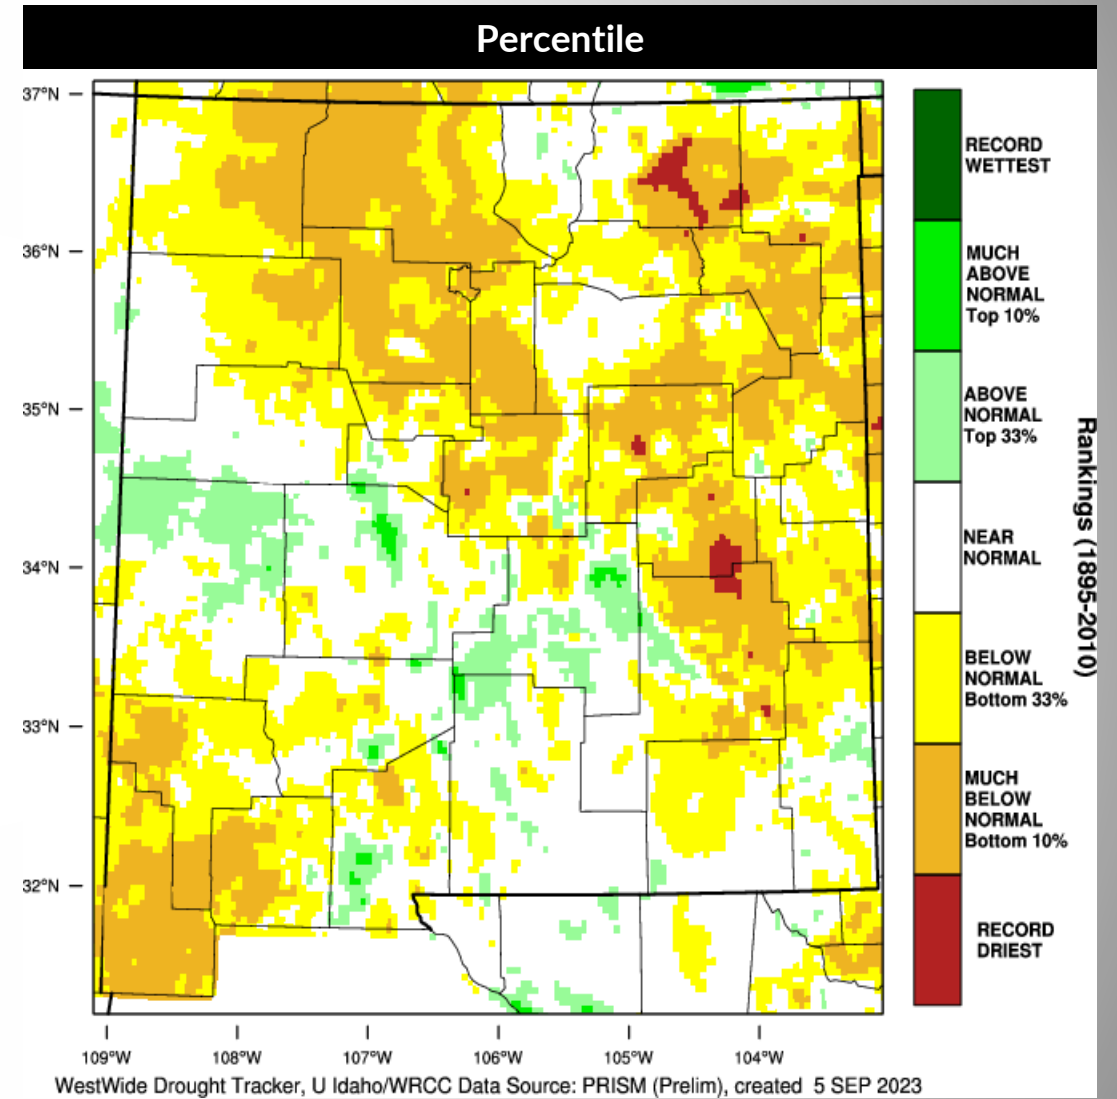 Percentile
37°N
36°N
35°N
34°N
33°N
32°N
109°W
108°W
107°W
106°W
105°W
104°W
RECORD
WETTEST
MUCH
ABOVE
NORMAL
Top 10%
ABOVE
NORMAL
Top 33%
NEAR
NORMAL
BELOW
NORMAL
Bottom 33%
MUCH
BELOW
NORMAL
Bottom 10%
RECORD
DRIEST
Rankings (1895-2010)
WestWide Drought Tracker, U Idaho/WRCC Data Source: PRISM (Prelim), created 5 SEP 2023